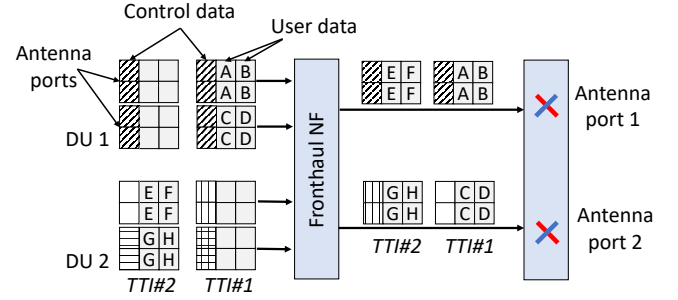 Control data
User data
Antenna
ports
A B
A B
C D
C D
DU 1
E F
E F
G H
G H
DU 2
TTI#2 TTI#1
Fronthaul NF
E F
E F
A B
A B
G H
G H
C D
C D
TTI#2 TTI#1
Antenna
port 1
Antenna
port 2